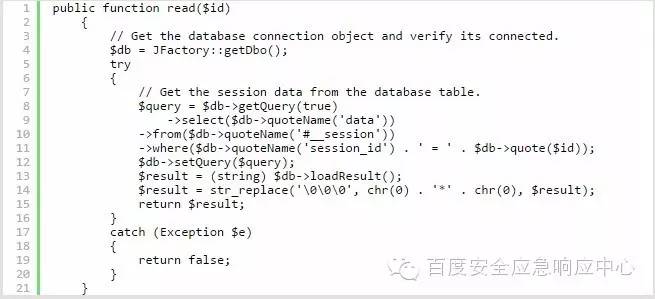 1 public function read($id)
2 {
3 // Get the database connection object and verify its connected.
4 $db = JFactory::getDbo();
5 try
6 {
7 // Get the session data from the database table.
8 $query = $db->getQuery(true)
9 ->select($db->quoteName('data'))
10 ->from($db->quoteName('#__session'))
11 ->where($db->quoteName('session_id') . ' = ' . $db->quote($id));
12 $db->setQuery($query);
13 $result = (string) $db->loadResult();
14 $result = str_replace('\0\0\0', chr(0) . '*' . chr(0), $result);
15 return $result;
16 }
17 catch (Exception $e)
18 {
19 return false;
20 }
21 }
百度安全应急响应中心